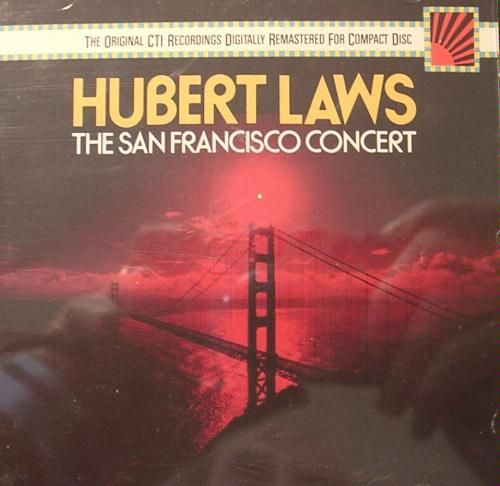 THE ORIGINAL CTI RECORDINGS DIGITALLY REMASTERED FOR COMPACT DISC
HUBERT LAWS
THE SAN FRANCISCO CONCERT